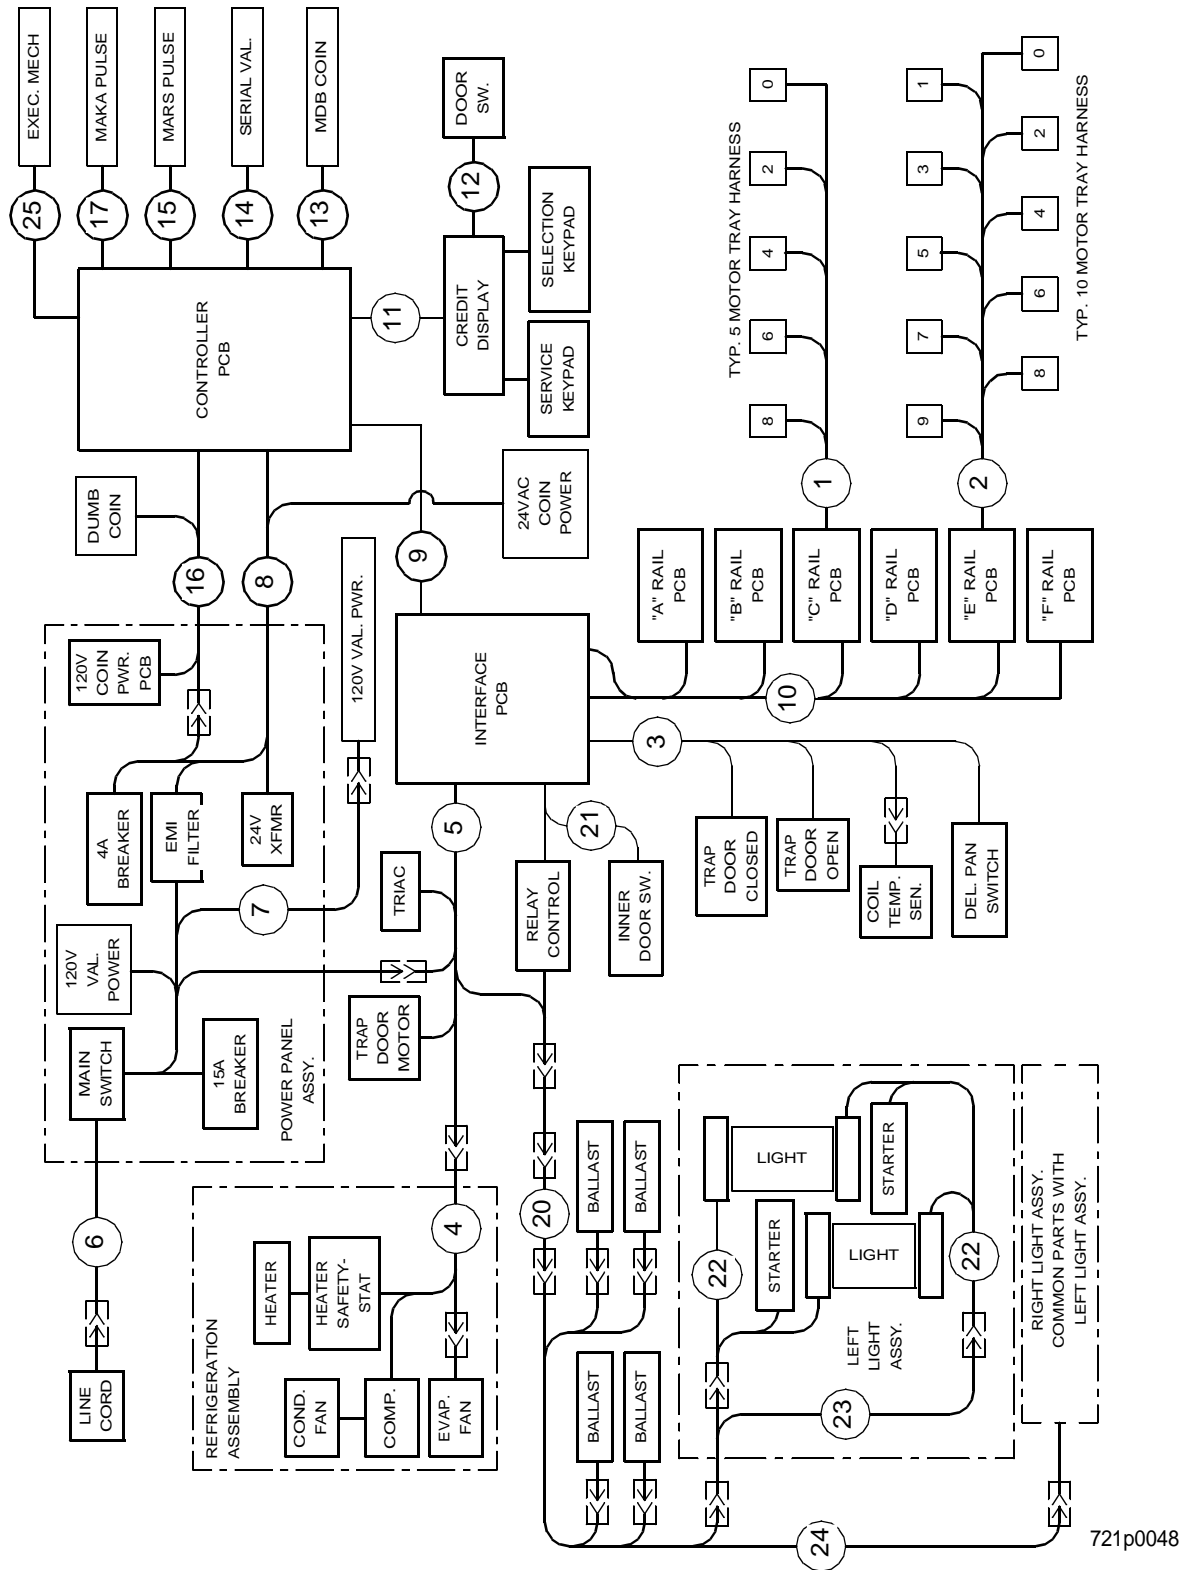 EXEC. MECH
MAKA PULSE
MARS PULSE
SERIAL VAL.
MDB COIN
25
17
15
14
13
DOOR
SW.
12
CONTROLLER
PCB
11
CREDIT
DISPLAY
SELECTION
KEYPAD
SERVICE
KEYPAD
DUMB
COIN
16
8
24VAC
COIN
POWER
9
120V
COIN
PWR.
PCB
120V VAL. PWR.
4A
BREAKER
EMI
FILTER
24V
XFMR
7
120V
VAL.
POWER
MAIN
SWITCH
15A
BREAKER
POWER PANEL
ASSY.
6
LINE
CORD
INTERFACE
PCB
5
21
3
10
TRIAC
RELAY
CONTROL
INNER
DOOR SW.
TRAP
DOOR
MOTOR
TRAP
DOOR
CLOSED
TRAP
DOOR
OPEN
COIL
TEMP.
SEN.
DEL. PAN
SWITCH
"A" RAIL
PCB
"B" RAIL
PCB
"C" RAIL
PCB
"D" RAIL
PCB
"E" RAIL
PCB
"F" RAIL
PCB
1
2
8
6
4
2
0
TYP. 5 MOTOR TRAY HARNESS
9
7
5
3
1
8
6
4
2
0
TYP. 10 MOTOR TRAY HARNESS
REFRIGERATION
ASSEMBLY
HEATER
HEATER
SAFETY-
STAT
4
COND.
FAN
COMP.
EVAP.
FAN
20
BALLAST
BALLAST
BALLAST
BALLAST
LIGHT
STARTER
STARTER
LIGHT
22
22
LEFT
LIGHT
ASSY.
23
24
RIGHT LIGHT ASSY.
COMMON PARTS WITH
LEFT LIGHT ASSY.
721p0048